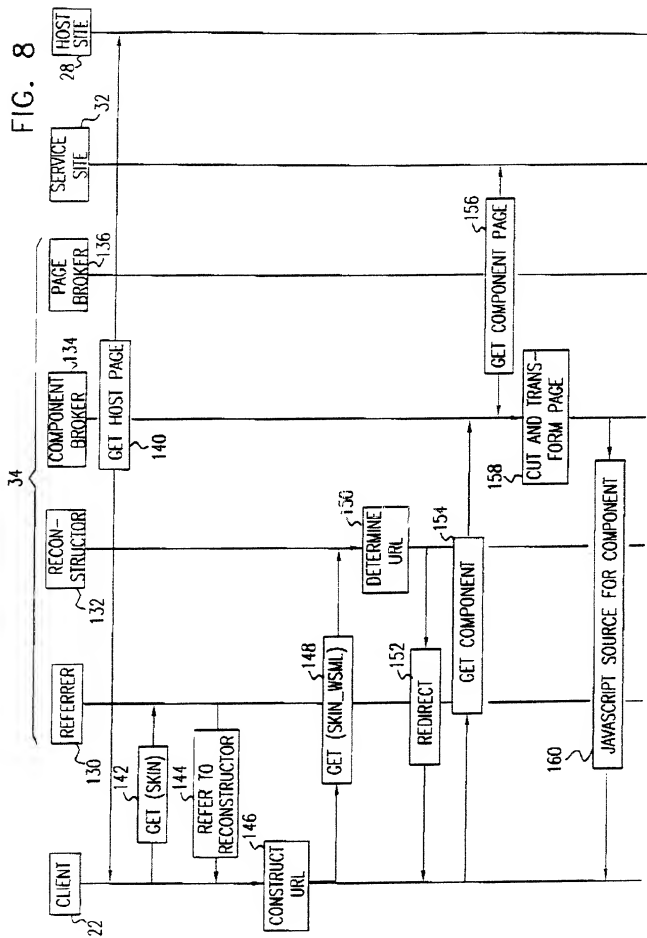 FIG. 8
34
CLIENT
22
REFERRER
130
RECON-
STRUCTOR
132
COMPONENT
BROKER
134
PAGE
BROKER
136
SERVICE
SITE
32
HOST
SITE
28
GET HOST PAGE
140
142
GET (SKIN)
144
REFER TO
RECONSTRUCTOR
146
CONSTRUCT
URL
148
GET (SKIN_WSML)
150
DETERMINE
URL
152
REDIRECT
154
GET COMPONENT
156
GET COMPONENT PAGE
158
CUT AND TRANS-
FORM PAGE
160
JAVASCRIPT SOURCE FOR COMPONENT